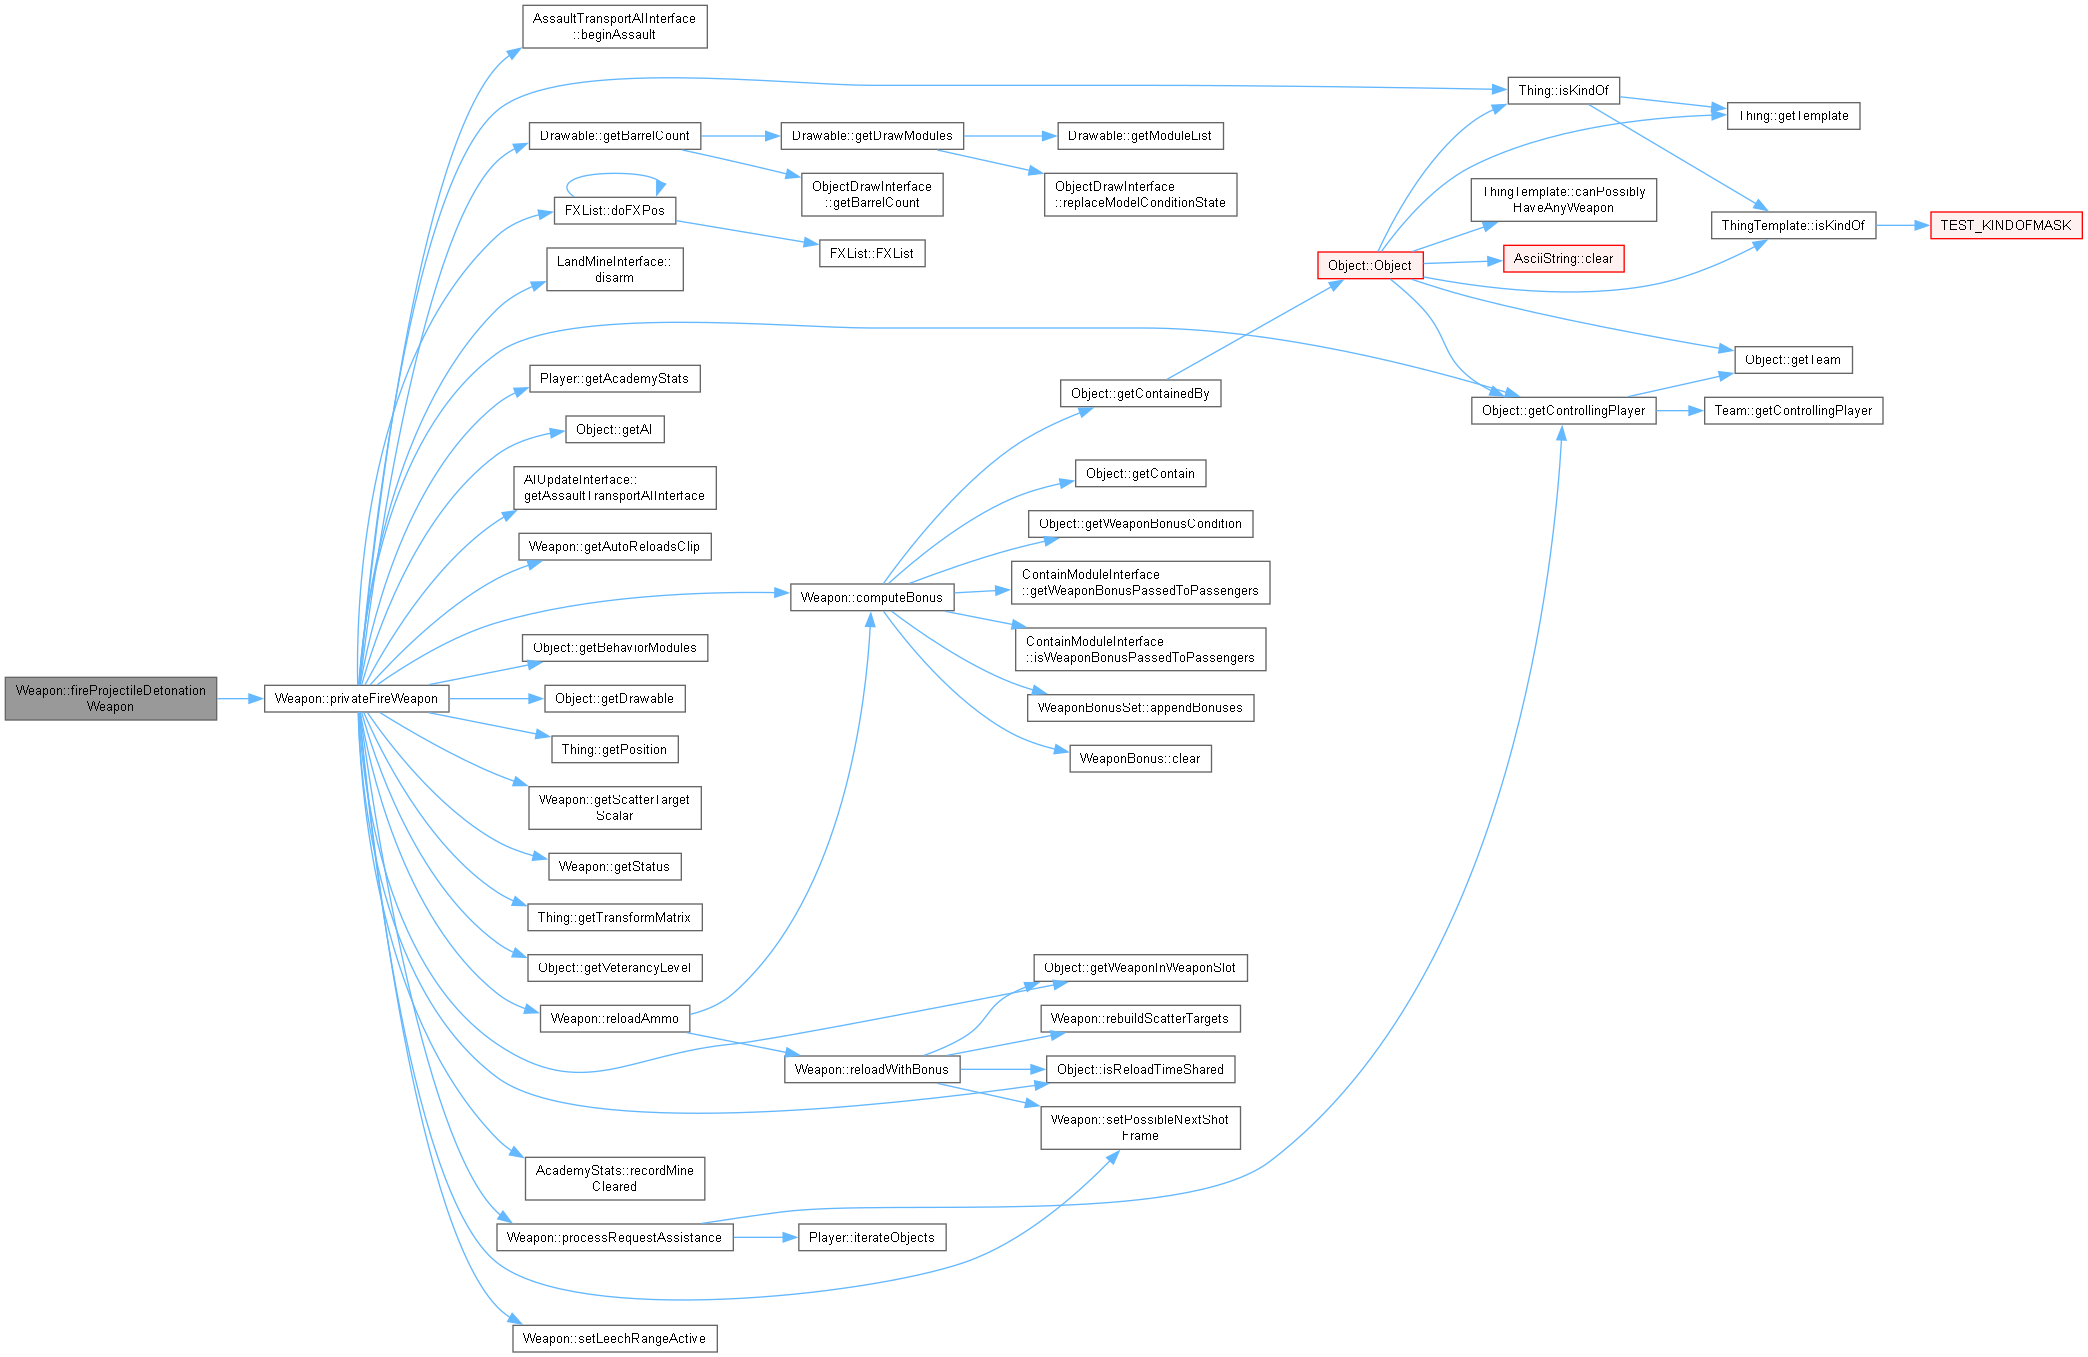 AssaultTransportAIInterface
::beginAssault
Thing::isKindOf
Thing::getTemplate
Drawable::getBarrelCount
Drawable::getDrawModules
Drawable::getModuleList
ObjectDrawInterface
::getBarrelCount
ObjectDrawInterface
::replaceModelConditionState
ThingTemplate::canPossibly
HaveAnyWeapon
FXList::doFXPos
FXList::FXList
ThingTemplate::isKindOf
TEST_KINDOFMASK
LandMineInterface::
disarm
Object::Object
AsciiString::clear
Object::getTeam
Player::getAcademyStats
Object::getContainedBy
Object::getControllingPlayer
Team::getControllingPlayer
Object::getAI
AIUpdateInterface::
getAssaultTransportAIInterface
Object::getContain
Object::getWeaponBonusCondition
Weapon::getAutoReloadsClip
Weapon::computeBonus
ContainModuleInterface
::getWeaponBonusPassedToPassengers
Object::getBehaviorModules
ContainModuleInterface
::isWeaponBonusPassedToPassengers
Weapon::fireProjectileDetonation
Weapon
Weapon::privateFireWeapon
Object::getDrawable
WeaponBonusSet::appendBonuses
Thing::getPosition
WeaponBonus::clear
Weapon::getScatterTarget
Scalar
Weapon::getStatus
Thing::getTransformMatrix
Object::getVeterancyLevel
Object::getWeaponInWeaponSlot
Weapon::reloadAmmo
Weapon::rebuildScatterTargets
Weapon::reloadWithBonus
Object::isReloadTimeShared
Weapon::setPossibleNextShot
Frame
AcademyStats::recordMine
Cleared
Weapon::processRequestAssistance
Player::iterateObjects
Weapon::setLeechRangeActive